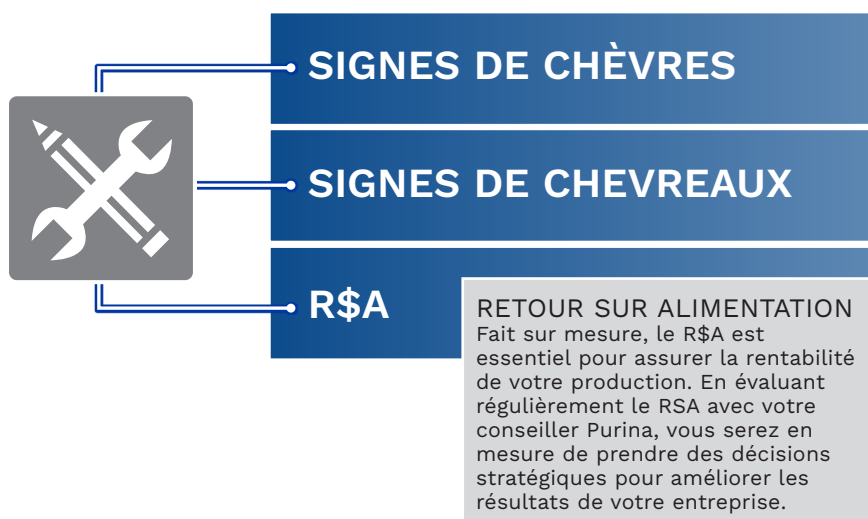 SIGNES DE CHÈVRES
SIGNES DE CHEVREAUX
R$A
RETOUR SUR ALIMENTATION
Fait sur mesure, le R$A est
essentiel pour assurer la rentabilité
de votre production. En évaluant
régulièrement le RSA avec votre
conseiller Purina, vous serez en
mesure de prendre des décisions
stratégiques pour améliorer les
résultats de votre entreprise.